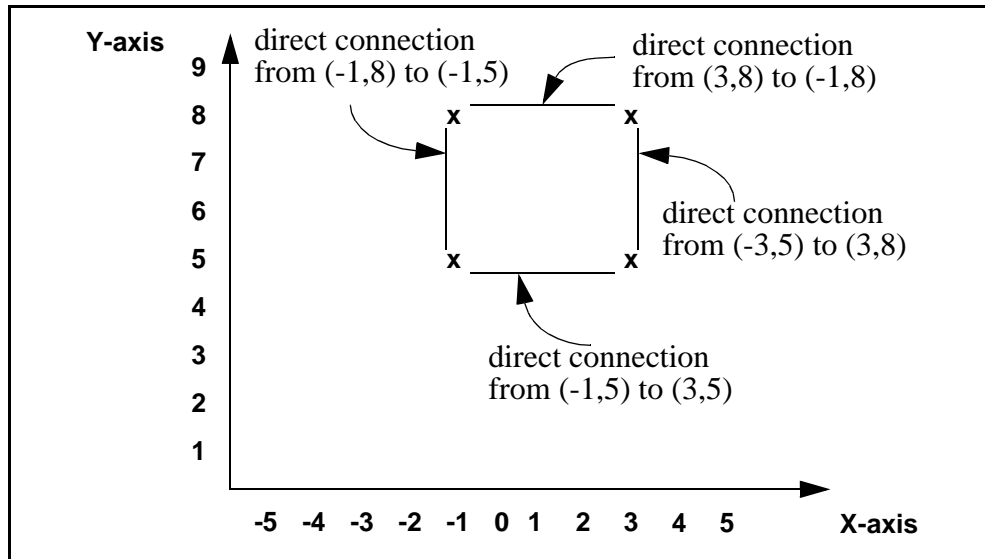 Y-axis
direct connection
from (-1,8) to (-1,5)
direct connection
from (3,8) to (-1,8)
9
8
7
6
5
4
3
2
1
x
x
x
x
direct connection
from (-3,5) to (3,8)
direct connection
from (-1,5) to (3,5)
-5 -4 -3 -2 -1 0 1 2 3 4 5
X-axis